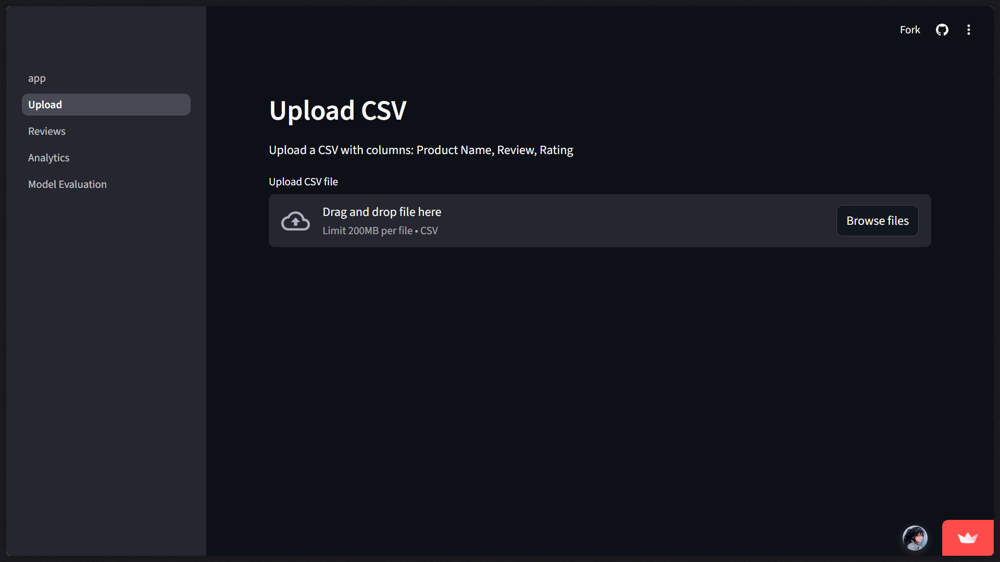 Fork
app
Upload
Reviews
Analytics
Model Evaluation
Upload CSV
Upload a CSV with columns: Product Name, Review, Rating
Upload CSV file
Drag and drop file here
Limit 200MB per file • CSV
Browse files